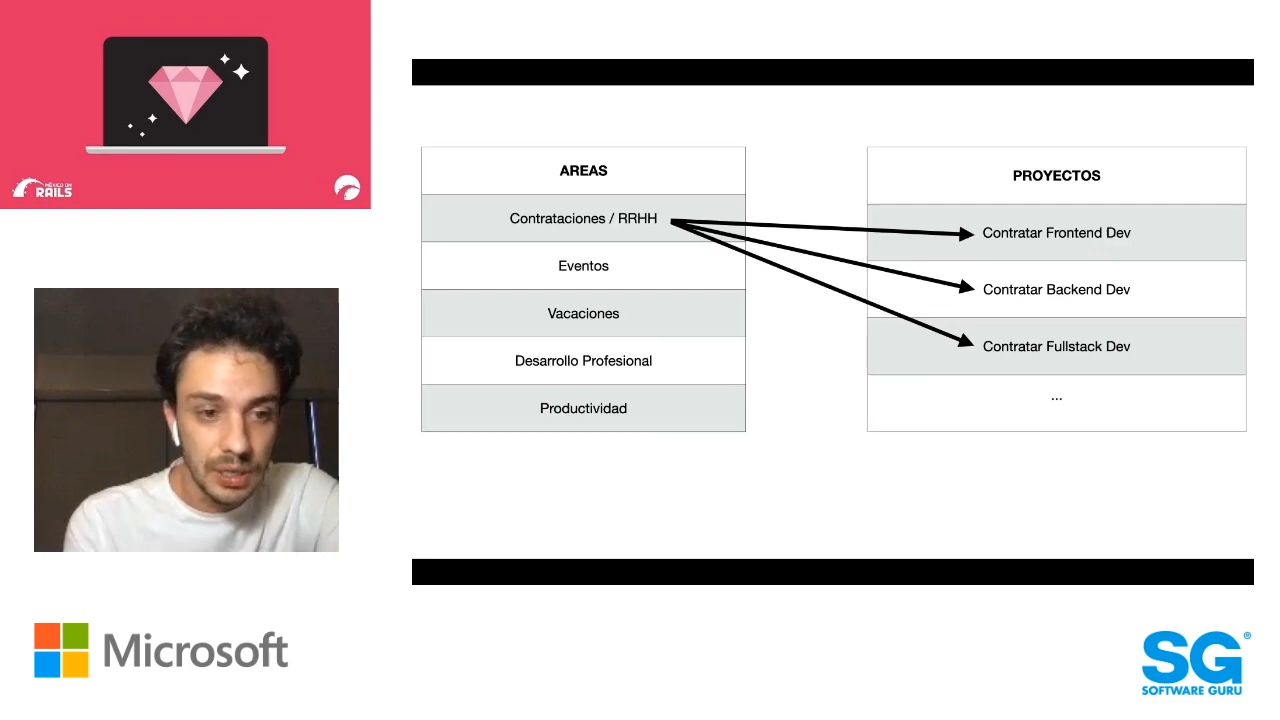 MÉXICO ON
RAILS
AREAS
Contrataciones / RRHH
Eventos
Vacaciones
Desarrollo Profesional
Productividad
PROYECTOS
Contratar Frontend Dev
Contratar Backend Dev
Contratar Fullstack Dev
...
Microsoft
SG®
SOFTWARE GURU